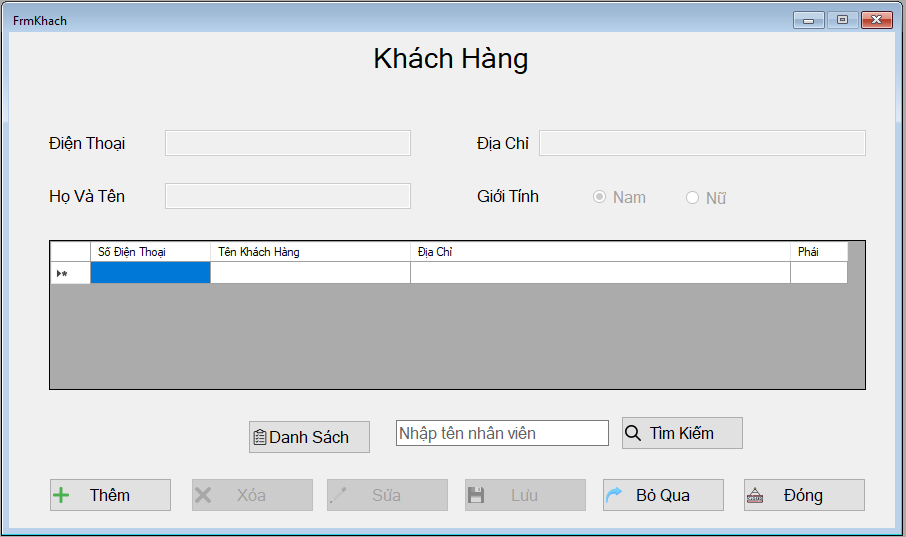 FrmKhach
Khách Hàng
Điện Thoại
Địa Chỉ
Họ Và Tên
Giới Tính
Nam
Nữ
Số Điện Thoại
Tên Khách Hàng
Địa Chỉ
Phái
Danh Sách
Nhập tên nhân viên
Tìm Kiếm
Thêm
Xóa
Sửa
Lưu
Bỏ Qua
Đóng